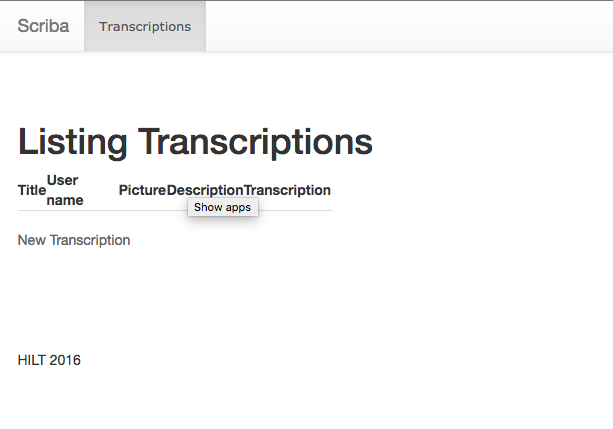 Scriba Transcriptions
Listing Transcriptions
Title User name Picture Description Transcription
Show apps
New Transcription
HILT 2016